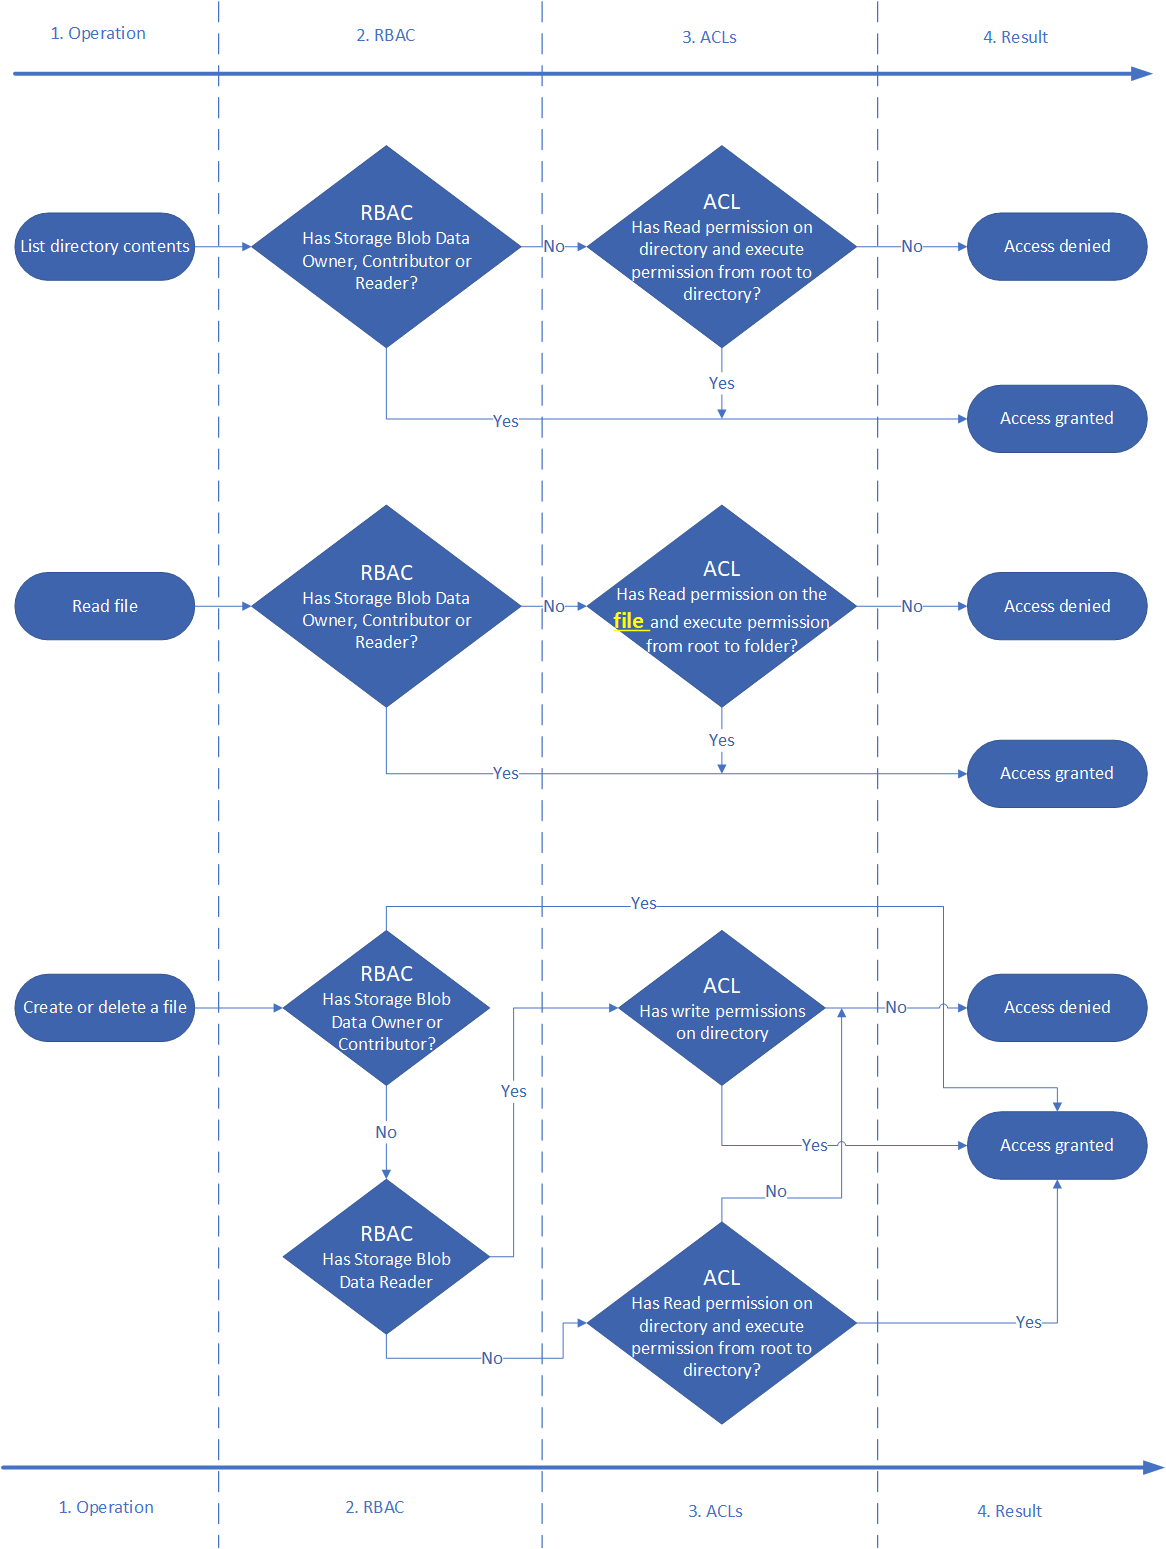 1. Operation
2. RBAC
3. ACLs
4. Result
List directory contents
RBAC
Has Storage Blob Data
Owner, Contributor or
Reader?
No
ACL
Has Read permission on
directory and execute
permission from root to
directory?
No
Access denied
Yes
Yes
Access granted
Read file
RBAC
Has Storage Blob Data
Owner, Contributor or
Reader?
No
ACL
Has Read permission on the
file and execute permission
from root to folder?
No
Access denied
Yes
Yes
Access granted
Yes
Create or delete a file
RBAC
Has Storage Blob
Data Owner or
Contributor?
ACL
Has write permissions
on directory
No
Access denied
Yes
No
Yes
Access granted
No
RBAC
Has Storage Blob
Data Reader
ACL
Has Read permission on
directory and execute
permission from root to
directory?
Yes
No
1. Operation
2. RBAC
3. ACLs
4. Result